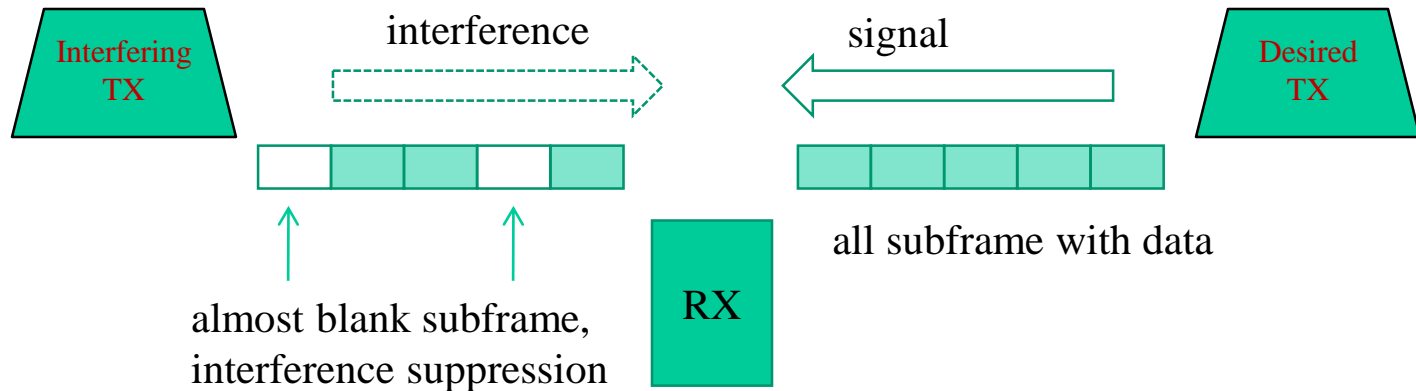 Interfering
TX
interference
signal
Desired
TX
all subframe with data
RX
almost blank subframe,
interference suppression